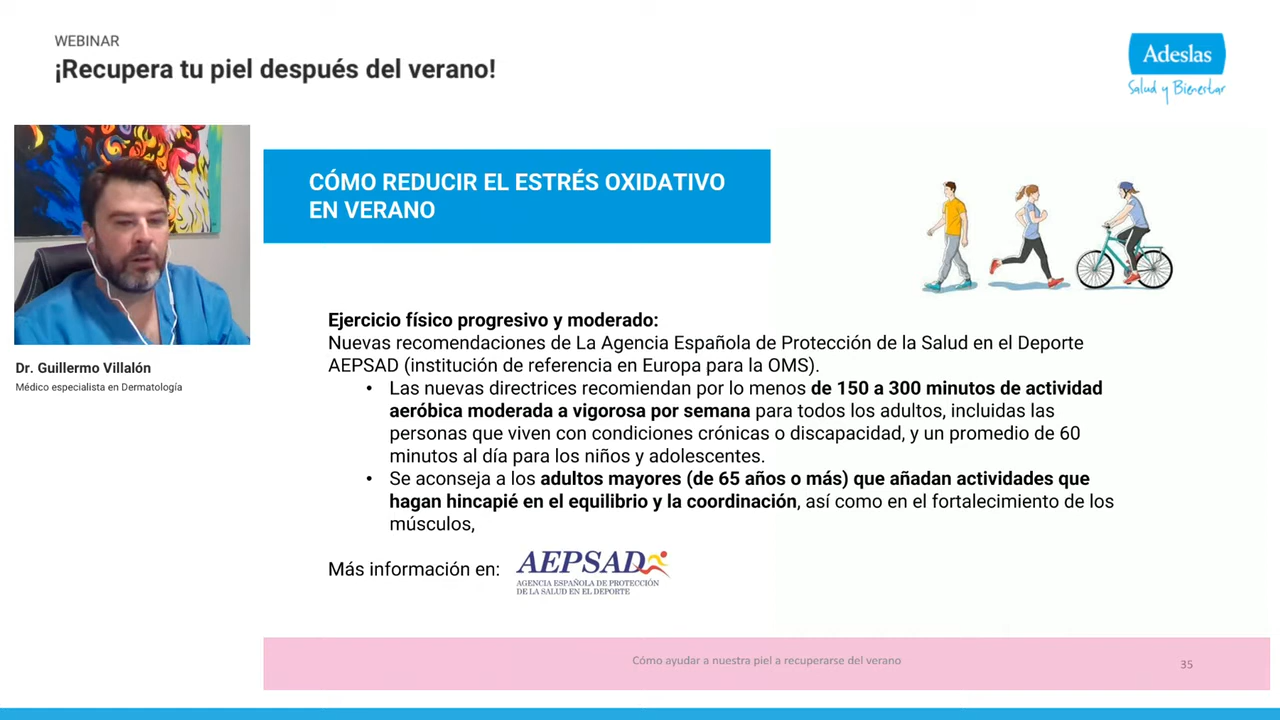 WEBINAR
¡Recupera tu piel después del verano!
Adeslas
Salud y Bienestar
CÓMO REDUCIR EL ESTRÉS OXIDATIVO
EN VERANO
Dr. Guillermo Villalón
Médico especialista en Dermatología
Ejercicio físico progresivo y moderado:
Nuevas recomendaciones de La Agencia Española de Protección de la Salud en el Deporte
AEPSAD (institución de referencia en Europa para la OMS).
• Las nuevas directrices recomiendan por lo menos de 150 a 300 minutos de actividad
aeróbica moderada a vigorosa por semana para todos los adultos, incluidas las
personas que viven con condiciones crónicas o discapacidad, y un promedio de 60
minutos al día para los niños y adolescentes.
• Se aconseja a los adultos mayores (de 65 años o más) que añadan actividades que
hagan hincapié en el equilibrio y la coordinación, así como en el fortalecimiento de los
músculos,
Más información en:
AEPSAD
AGENCIA ESPAÑOLA DE PROTECCIÓN
DE LA SALUD EN EL DEPORTE
Cómo ayudar a nuestra piel a recuperarse del verano
35